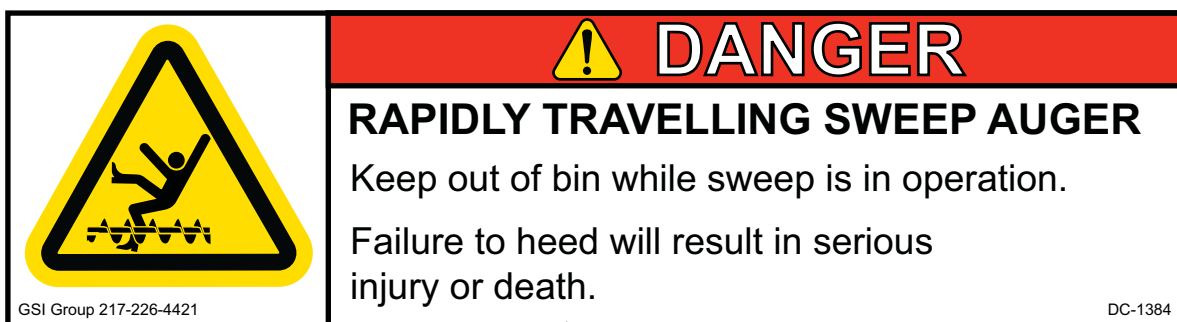 DANGER
RAPIDLY TRAVELLING SWEEP AUGER
Keep out of bin while sweep is in operation.
Failure to heed will result in serious
injury or death.
GSI Group 217-226-4421
DC-1384